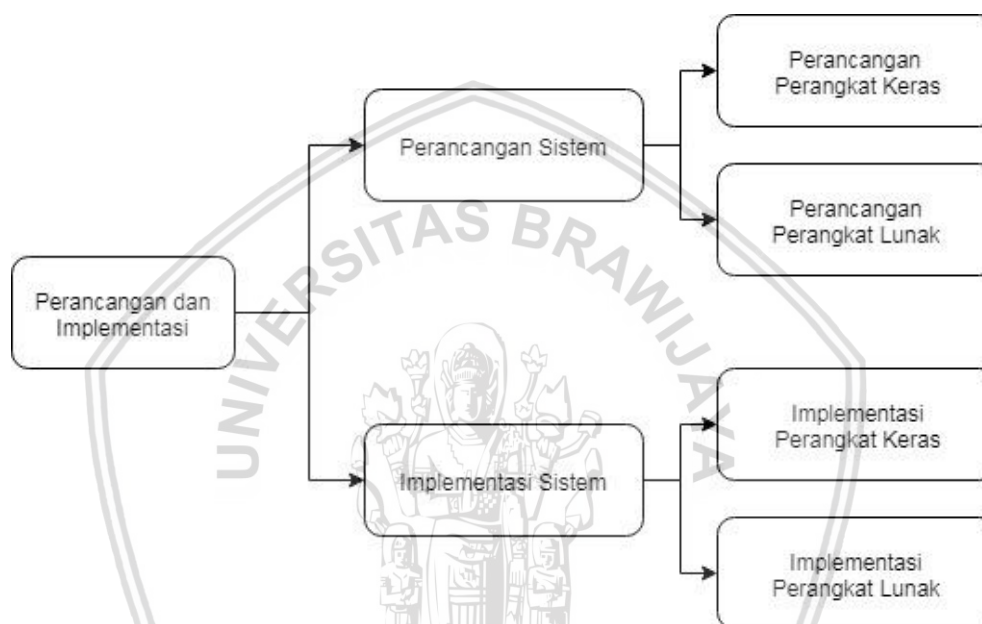 Perancangan
Perangkat Keras
Perancangan Sistem
Perancangan
Perangkat Lunak
UNIVERSITAS BRAWIJAYA
Perancangan dan
Implementasi
Implementasi
Perangkat Keras
Implementasi Sistem
Implementasi
Perangkat Lunak